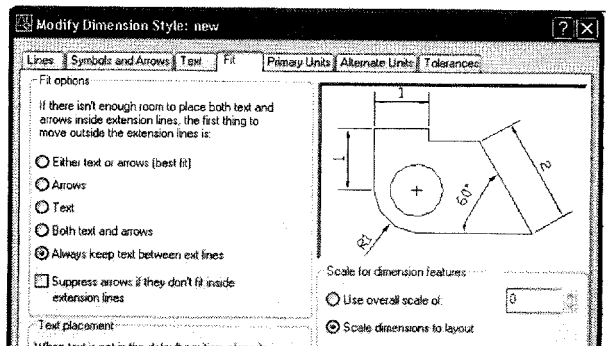 Modify Dimension Style: new
Lines Symbols and Arrows Text Fit Primary Units Alternate Units Tolerances
Fit options
If there isn't enough room to place both text and
arrows inside extension lines, the first thing to
move outside the extension lines is:
Either text or arrows (best fit)
Arrows
Text
Both text and arrows
Always keep text between ext lines
Suppress arrows if they don't fit inside
extension lines
Text placement
1
1
2
60°
R1
Scale for dimension features
Use overall scale of: 0
Scale dimensions to layout